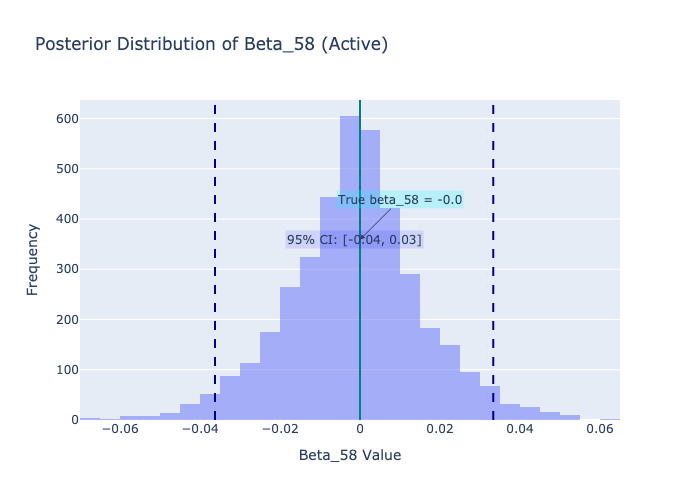 Posterior Distribution of Beta_58 (Active)
600
500
400
300
200
100
0
Frequency
True beta_58 = -0.0
95% CI: [-0.04, 0.03]
−0.06
−0.04
−0.02
0
0.02
0.04
0.06
Beta_58 Value